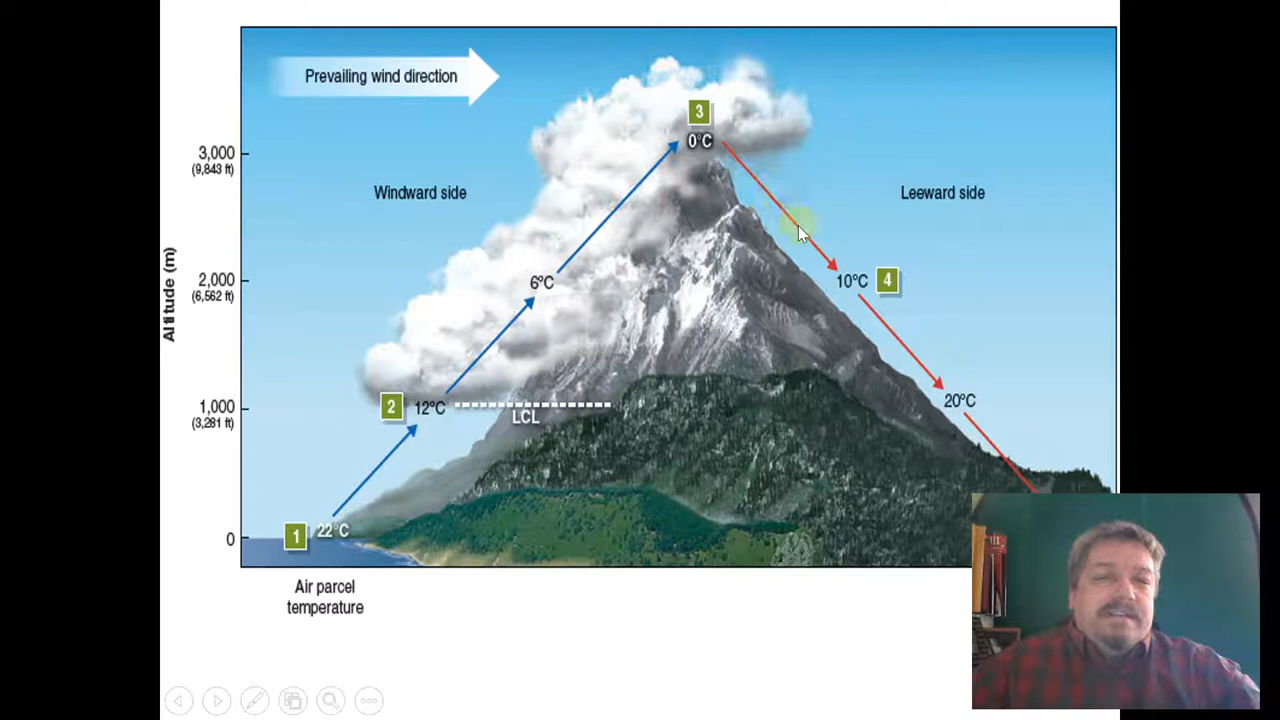 Prevailing wind direction
3
0°C
3,000
(9,843 ft)
Windward side
Leeward side
Altitude (m)
2,000
(6,562 ft)
6°C
10°C 4
1,000
(3,281 ft)
2 12°C
LCL
20°C
0
1 22°C
Air parcel
temperature